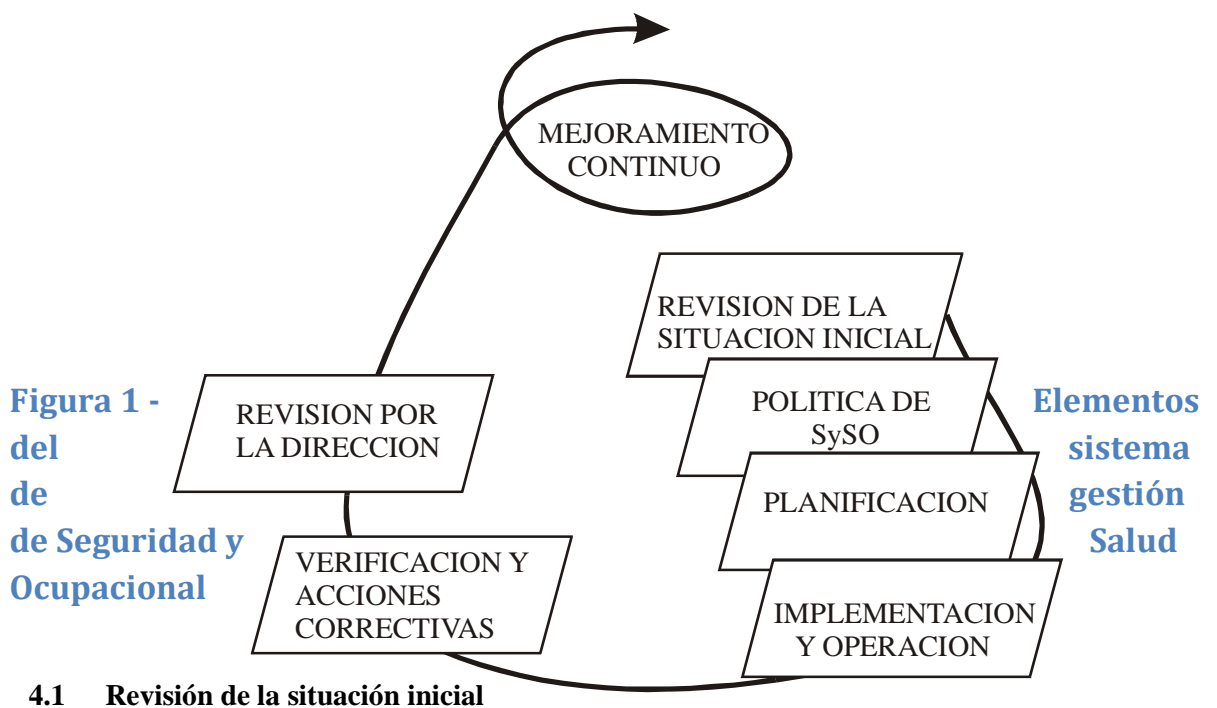 MEJORAMIENTO
CONTINUO
REVISION DE LA
SITUACION INICIAL
POLITICA DE
SySO
PLANIFICACION
IMPLEMENTACION
Y OPERACION
VERIFICACION Y
ACCIONES
CORRECTIVAS
REVISION POR
LA DIRECCION
Figura 1 - Elementos
del sistema
de gestión
de Seguridad y Salud
Ocupacional
4.1 Revisión de la situación inicial